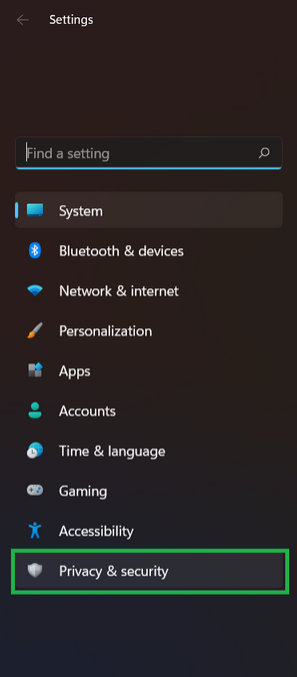 Settings
Find a setting
System
Bluetooth & devices
Network & internet
Personalization
Apps
Accounts
Time & language
Gaming
Accessibility
Privacy & security